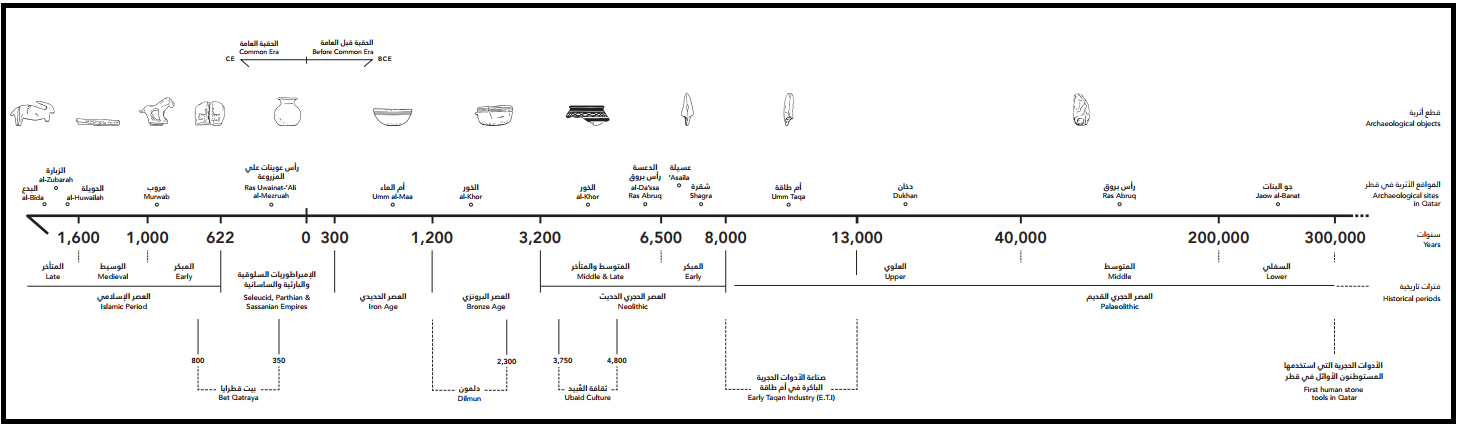 الحقبة العامة
Common Era
الحقبة قبل العامة
Before Common Era
CE
BCE
قطع أثرية
Archaeological objects
البدع
al-Bida
الزبارة
al-Zubarah
الحويلة
al-Huwailah
مروب
Murwab
رأس عوينات علي
المزروعة
Ras Uwainat-‘Ali
al-Mezruah
أم الماء
Umm al-Maa
الخور
al-Khor
الخور
al-Khor
الدعسة
رأس بروق
al-Da‘ssa
Ras Abruq
عسيلة
‘Asaila
شقرة
Shagra
أم طاقة
Umm Taqa
دخان
Dukhan
رأس بروق
Ras Abruq
جو البنات
Jaow al-Banat
المواقع الأثرية في قطر
Archaeological sites
in Qatar
1,600
1,000
622
0
300
1,200
3,200
6,500
8,000
13,000
40,000
200,000
300,000
سنوات
Years
المتأخر
Late
الوسيط
Medieval
المبكر
Early
العصر الإسلامي
Islamic Period
الإمبراطوريات السلوقية
والبارثية والساسانية
Seleucid, Parthian &
Sassanian Empires
العصر الحديدي
Iron Age
العصر البرونزي
Bronze Age
المتوسط والمتأخر
Middle & Late
المبكر
Early
العصر الحجري الحديث
Neolithic
العلوي
Upper
المتوسط
Middle
السفلي
Lower
العصر الحجري القديم
Palaeolithic
فترات تاريخية
Historical periods
800
350
بيت قطرايا
Bet Qatraya
2,300
دلمون
Dilmun
3,750
4,800
ثقافة العُبيد
Ubaid Culture
صناعة الأدوات الحجرية
الباكرة في أم طاقة
Early Taqan Industry (E.T.I)
الأدوات الحجرية التي استخدمها
المستوطنون الأوائل في قطر
First human stone
tools in Qatar